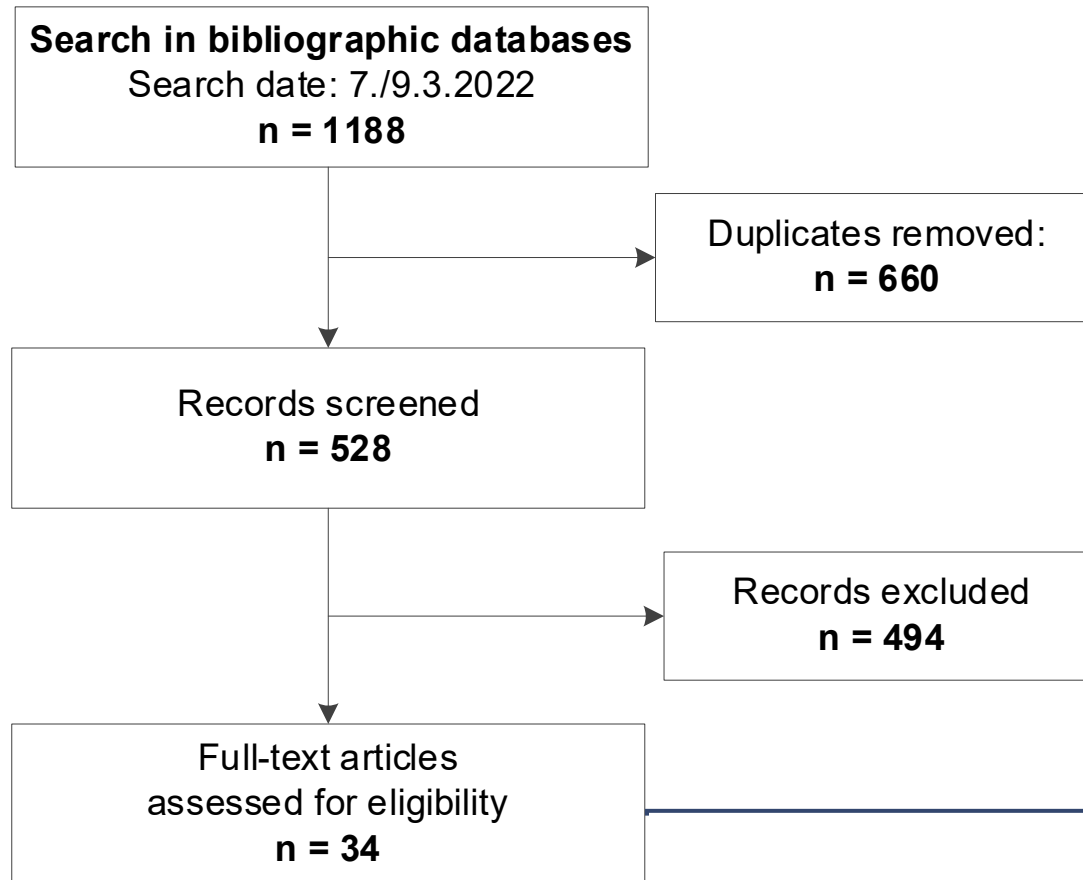 Search in bibliographic databases
Search date: 7./9.3.2022
n = 1188
Duplicates removed:
n = 660
Records screened
n = 528
Records excluded
n = 494
Full-text articles
assessed for eligibility
n = 34